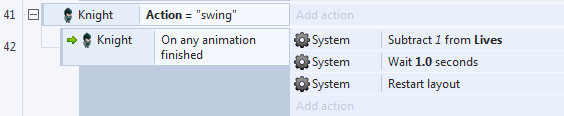 41 Knight Action = "swing" Add action
42 Knight On any animation finished System Subtract 1 from Lives
System Wait 1.0 seconds
System Restart layout
Add action